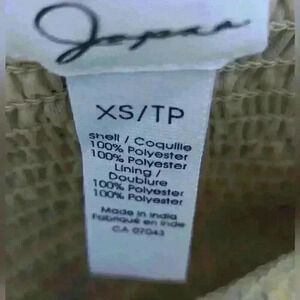 XS/TP
shell / Coquille
100% Polyester
100% Polyester
Lining /
Doublure
100% Polyester
100% Polyester
Made in India
Fabriqué en Inde
CA 07043